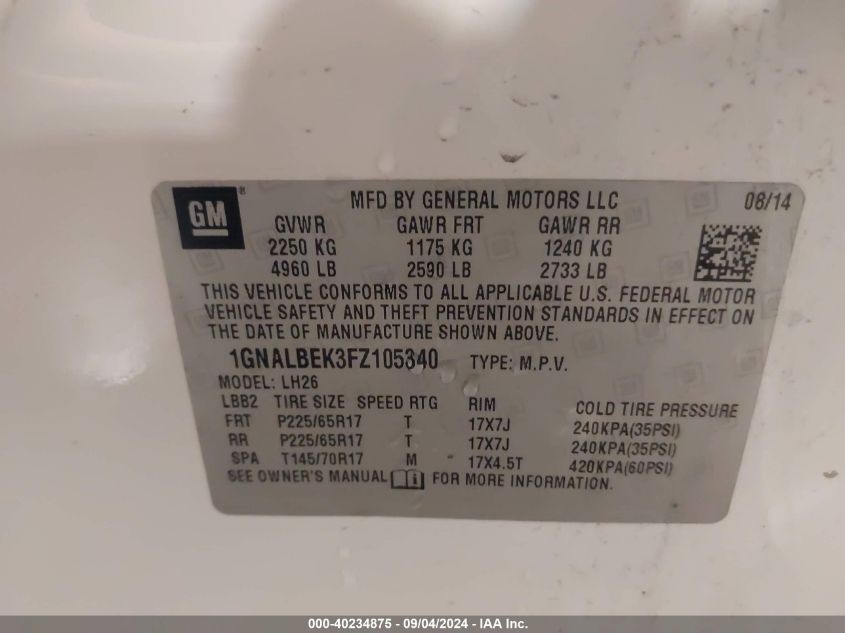 GM®
MFD BY GENERAL MOTORS LLC 08/14
GVWR GAWR FRT GAWR RR
2250 KG 1175 KG 1240 KG
4960 LB 2590 LB 2733 LB
THIS VEHICLE CONFORMS TO ALL APPLICABLE U.S. FEDERAL MOTOR
VEHICLE SAFETY AND THEFT PREVENTION STANDARDS IN EFFECT ON
THE DATE OF MANUFACTURE SHOWN ABOVE.
1GNALBEK3FZ105340 TYPE: M.P.V.
MODEL: LH26
LBB2 TIRE SIZE SPEED RTG RIM COLD TIRE PRESSURE
FRT P225/65R17 T 17X7J 240KPA(35PSI)
RR P225/65R17 T 17X7J 240KPA(35PSI)
SPA T145/70R17 M 17X4.5T 420KPA(60PSI)
SEE OWNER'S MANUAL FOR MORE INFORMATION.
000-40234875 - 09/04/2024 - IAA Inc.